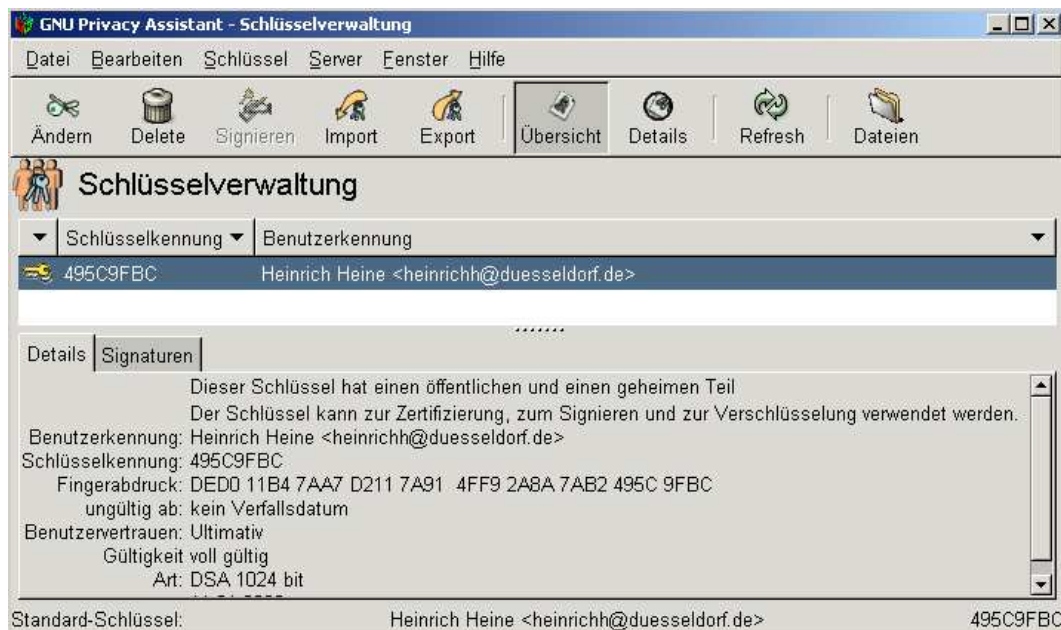 GNU Privacy Assistant - Schlüsselverwaltung
Datei Bearbeiten Schlüssel Server Fenster Hilfe
Ändern Delete Signieren Import Export Übersicht Details Refresh Dateien
Schlüsselverwaltung
Schlüsselkennung Benutzerkennung
495C9FBC Heinrich Heine <heinrichh@duesseldorf.de>
Details Signaturen
Dieser Schlüssel hat einen öffentlichen und einen geheimen Teil
Der Schlüssel kann zur Zertifizierung, zum Signieren und zur Verschlüsselung verwendet werden.
Benutzerkennung: Heinrich Heine <heinrichh@duesseldorf.de>
Schlüsselkennung: 495C9FBC
Fingerabdruck: DED0 11B4 7AA7 D211 7A91 4FF9 2A8A 7AB2 495C 9FBC
ungültig ab: kein Verfallsdatum
Benutzervertrauen: Ultimativ
Gültigkeit voll gültig
Art: DSA 1024 bit
Standard-Schlüssel: Heinrich Heine <heinrichh@duesseldorf.de> 495C9FBC